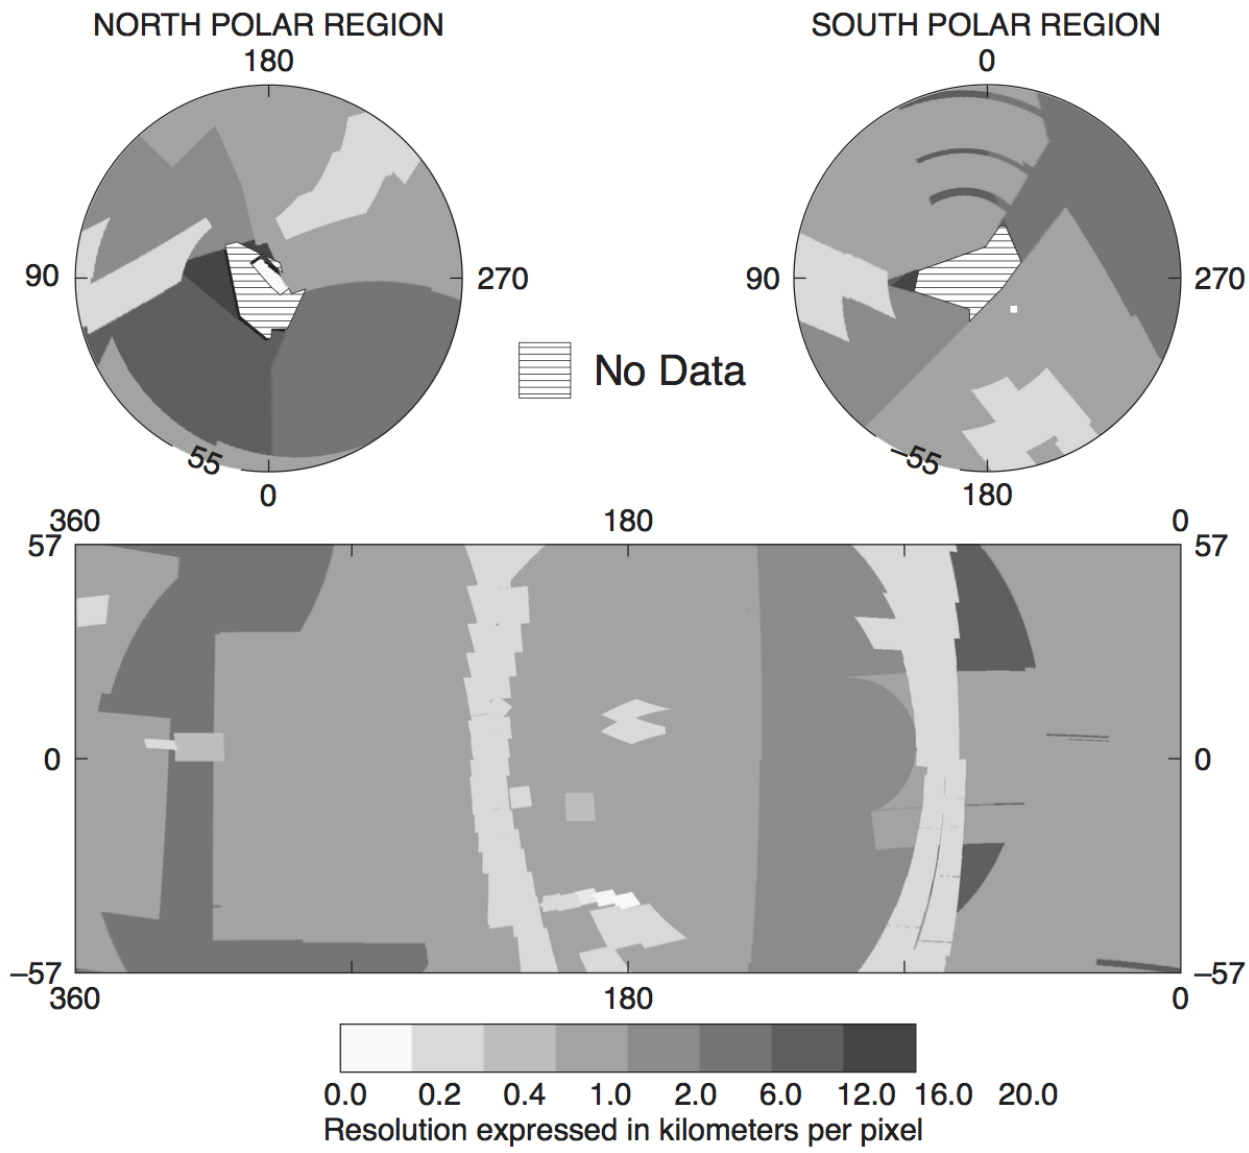 NORTH POLAR REGION
180
90
270
55
0
SOUTH POLAR REGION
0
90
270
–55
180
No Data
360 180 0
57 57
0 0
–57 –57
360 180 0
0.0 0.2 0.4 1.0 2.0 6.0 12.0 16.0 20.0
Resolution expressed in kilometers per pixel